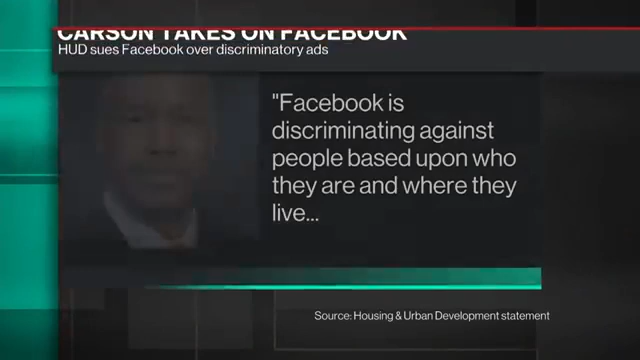 CARSON TAKES ON FACEBOOK
HUD sues Facebook over discriminatory ads
"Facebook is
discriminating against
people based upon who
they are and where they
live...
Source: Housing & Urban Development statement